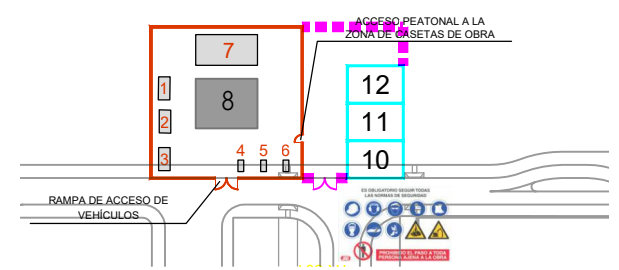 ACCESO PEATONAL A LA
ZONA DE CASETAS DE OBRA
7
12
1
8
2
11
3
4 5 6
10
RAMPA DE ACCESO DE
VEHÍCULOS
ES OBLIGATORIO SEGUIR TODAS
LAS NORMAS DE SEGURIDAD
PROHIBIDO EL PASO A TODA
PERSONA AJENA A LA OBRA